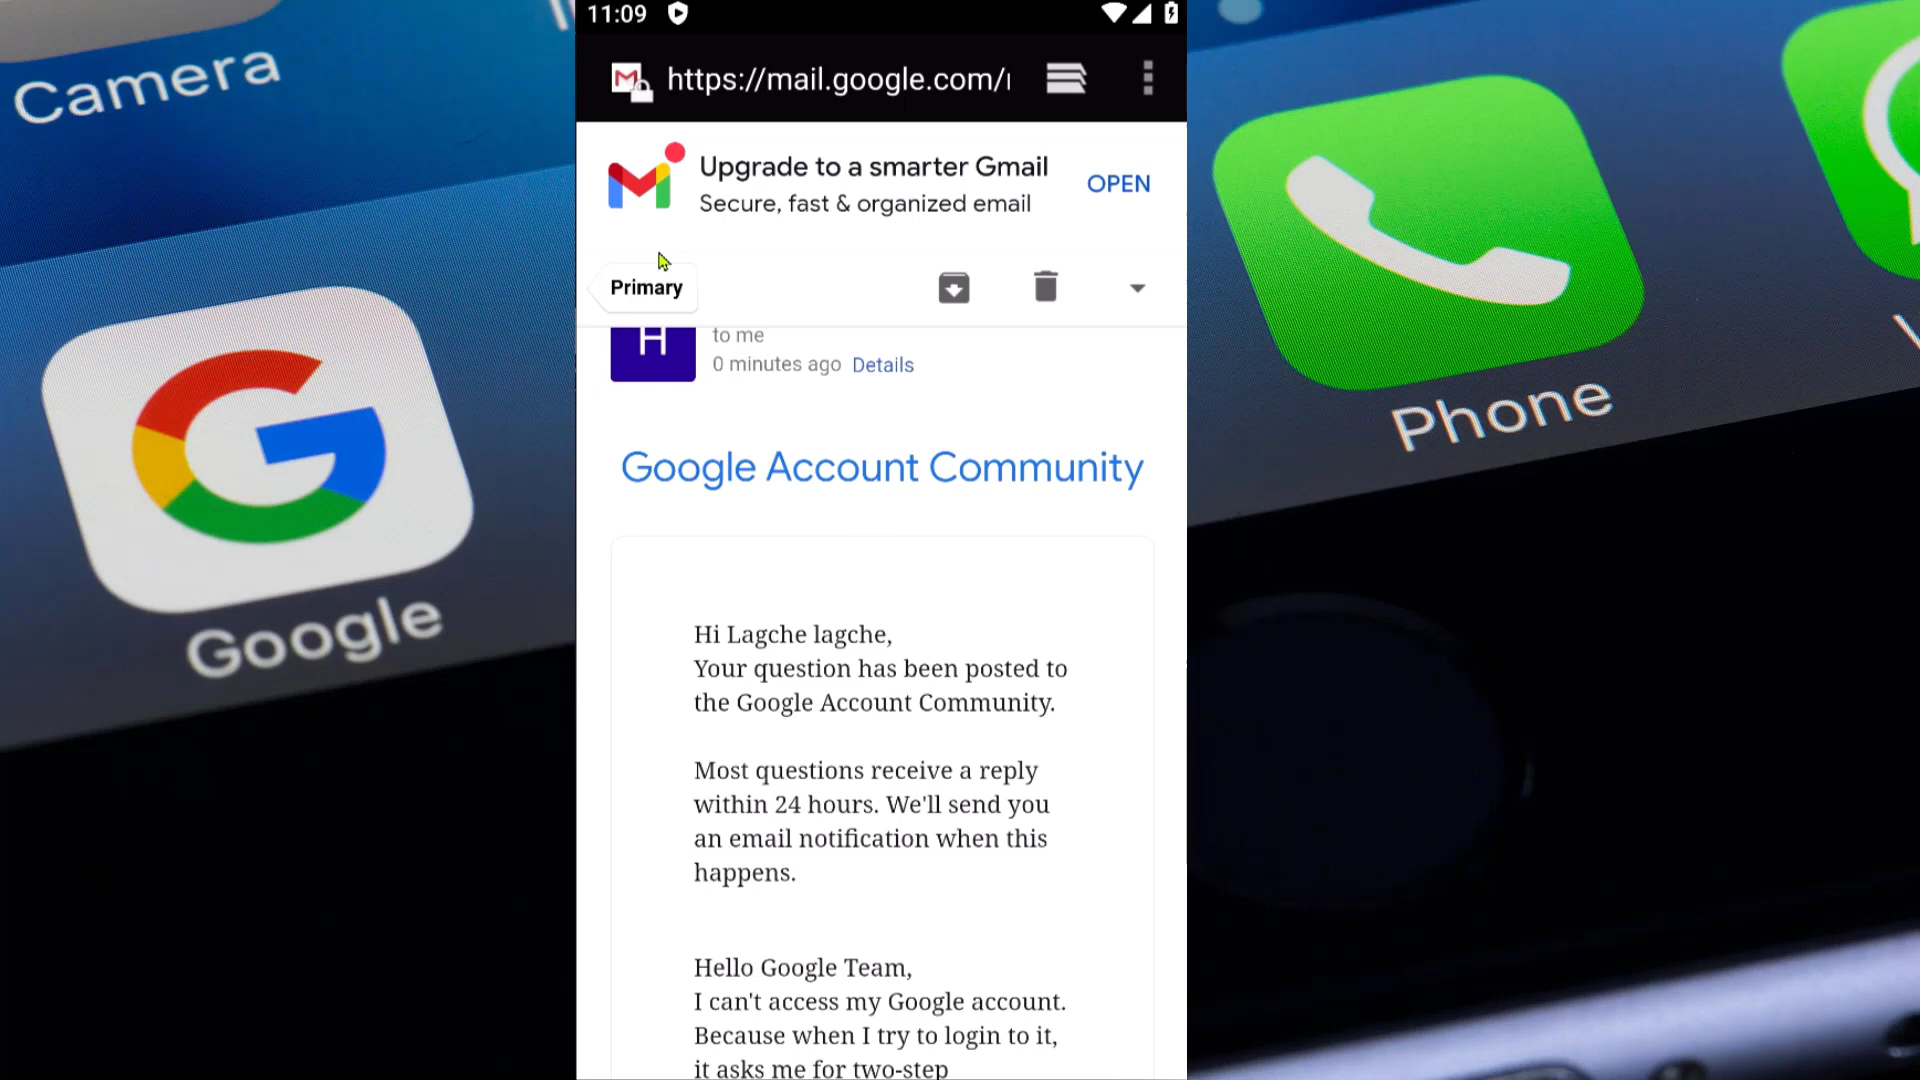 Camera
Google
11:09
https://mail.google.com/
Upgrade to a smarter Gmail
Secure, fast & organized email
OPEN
Primary
H
to me
0 minutes ago Details
Google Account Community
Hi Lagche lagche,
Your question has been posted to
the Google Account Community.
Most questions receive a reply
within 24 hours. We'll send you
an email notification when this
happens.
Hello Google Team,
I can't access my Google account.
Because when I try to login to it,
it asks me for two-step
Phone